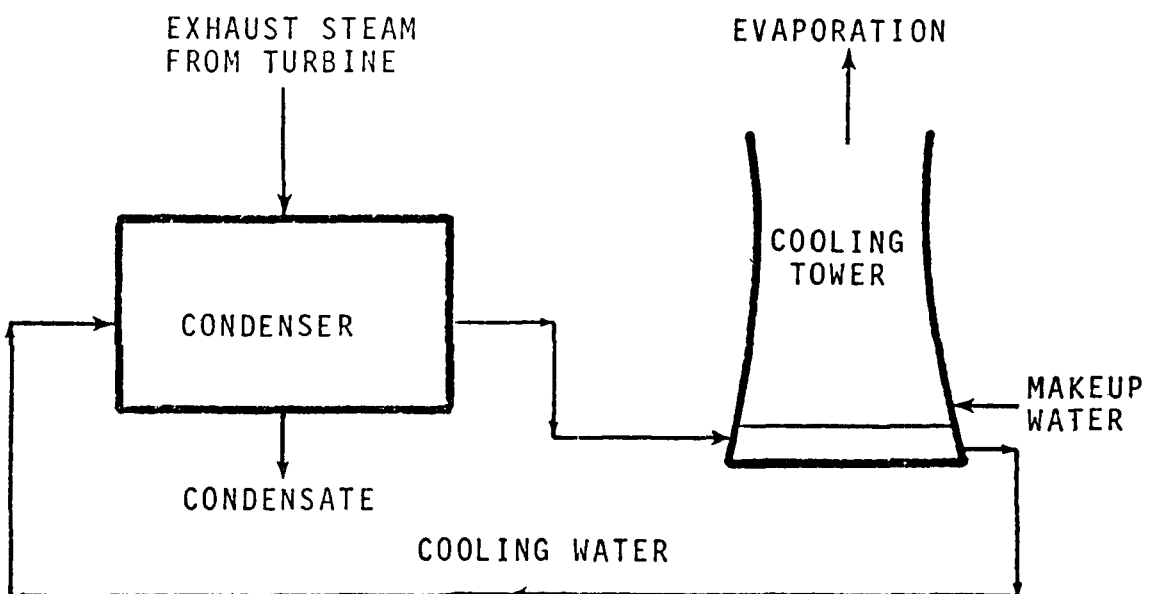 EXHAUST STEAM
FROM TURBINE
EVAPORATION
COOLING
TOWER
CONDENSER
MAKEUP
WATER
CONDENSATE
COOLING WATER